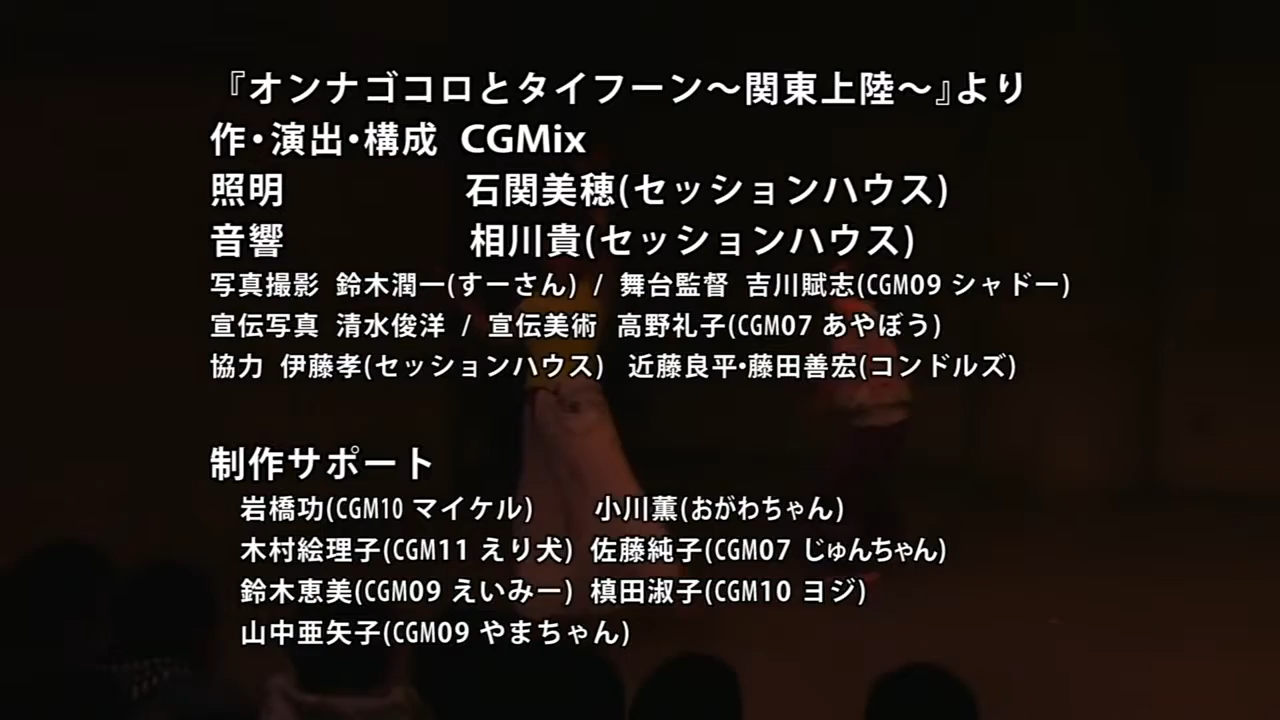 『オンナゴコロとタイフーン～関東上陸～』より
作・演出・構成 CGMix
照明 石関美穂(セッションハウス)
音響 相川貴(セッションハウス)
写真撮影 鈴木潤一(すーさん) / 舞台監督 吉川賦志(CGM09 シャドー)
宣伝写真 清水俊洋 / 宣伝美術 高野礼子(CGM07 あやぼう)
協力 伊藤孝(セッションハウス) 近藤良平・藤田善宏(コンドルズ)
制作サポート
岩橋功(CGM10 マイケル) 小川薫(おがわちゃん)
木村絵理子(CGM11 えり犬) 佐藤純子(CGM07 じゅんちゃん)
鈴木恵美(CGM09 えいみー) 槙田淑子(CGM10 ヨジ)
山中亜矢子(CGM09 やまちゃん)